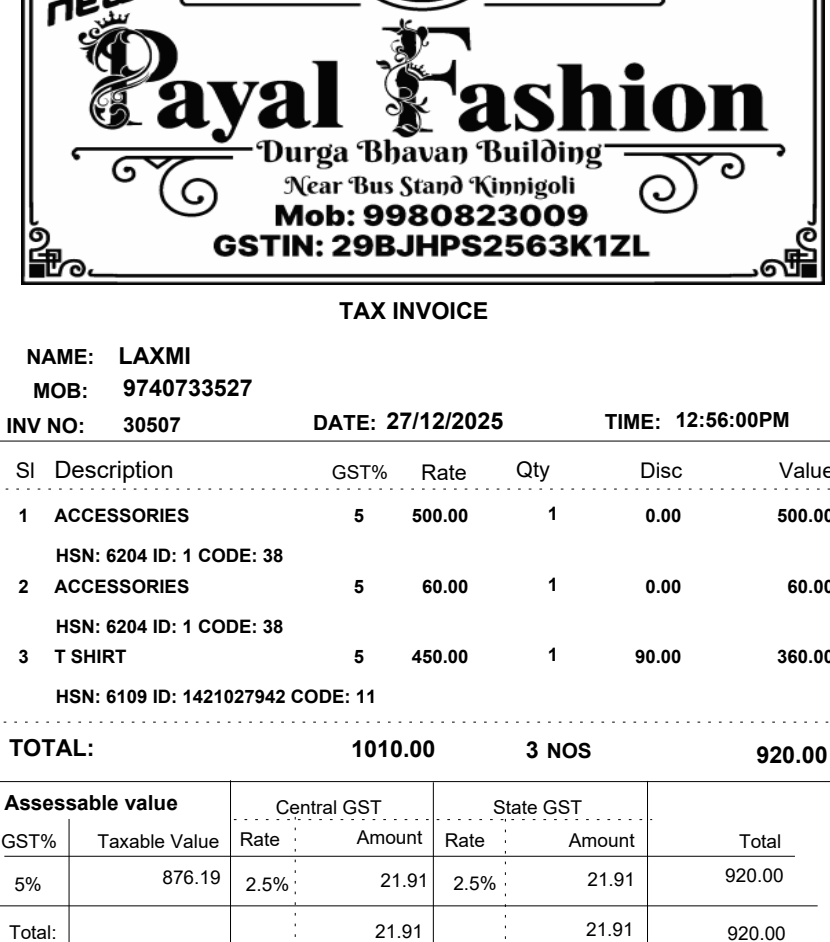 new
Payal Fashion
Durga Bhavan Building
Near Bus Stand Kinnigoli
Mob: 9980823009
GSTIN: 29BJHPS2563K1ZL
TAX INVOICE
NAME: LAXMI
MOB: 9740733527
INV NO: 30507 DATE: 27/12/2025 TIME: 12:56:00PM
Sl Description GST% Rate Qty Disc Value
1 ACCESSORIES 5 500.00 1 0.00 500.00
HSN: 6204 ID: 1 CODE: 38
2 ACCESSORIES 5 60.00 1 0.00 60.00
HSN: 6204 ID: 1 CODE: 38
3 T SHIRT 5 450.00 1 90.00 360.00
HSN: 6109 ID: 1421027942 CODE: 11
TOTAL: 1010.00 3 NOS 920.00
Assessable value Central GST State GST
GST% Taxable Value Rate Amount Rate Amount Total
5% 876.19 2.5% 21.91 2.5% 21.91 920.00
Total: 21.91 21.91 920.00